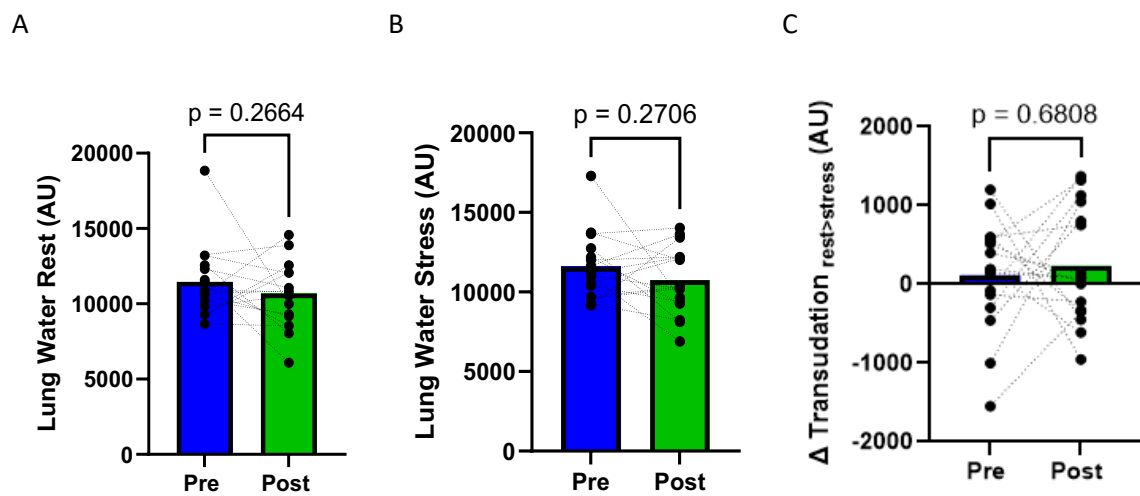 A
B
C
p = 0.2664
Lung Water Rest (AU)
20000
15000
10000
5000
0
Pre
Post
p = 0.2706
Lung Water Stress (AU)
20000
15000
10000
5000
0
Pre
Post
p = 0.6808
Δ Transudation rest>stress (AU)
2000
1000
0
-1000
-2000
Pre
Post